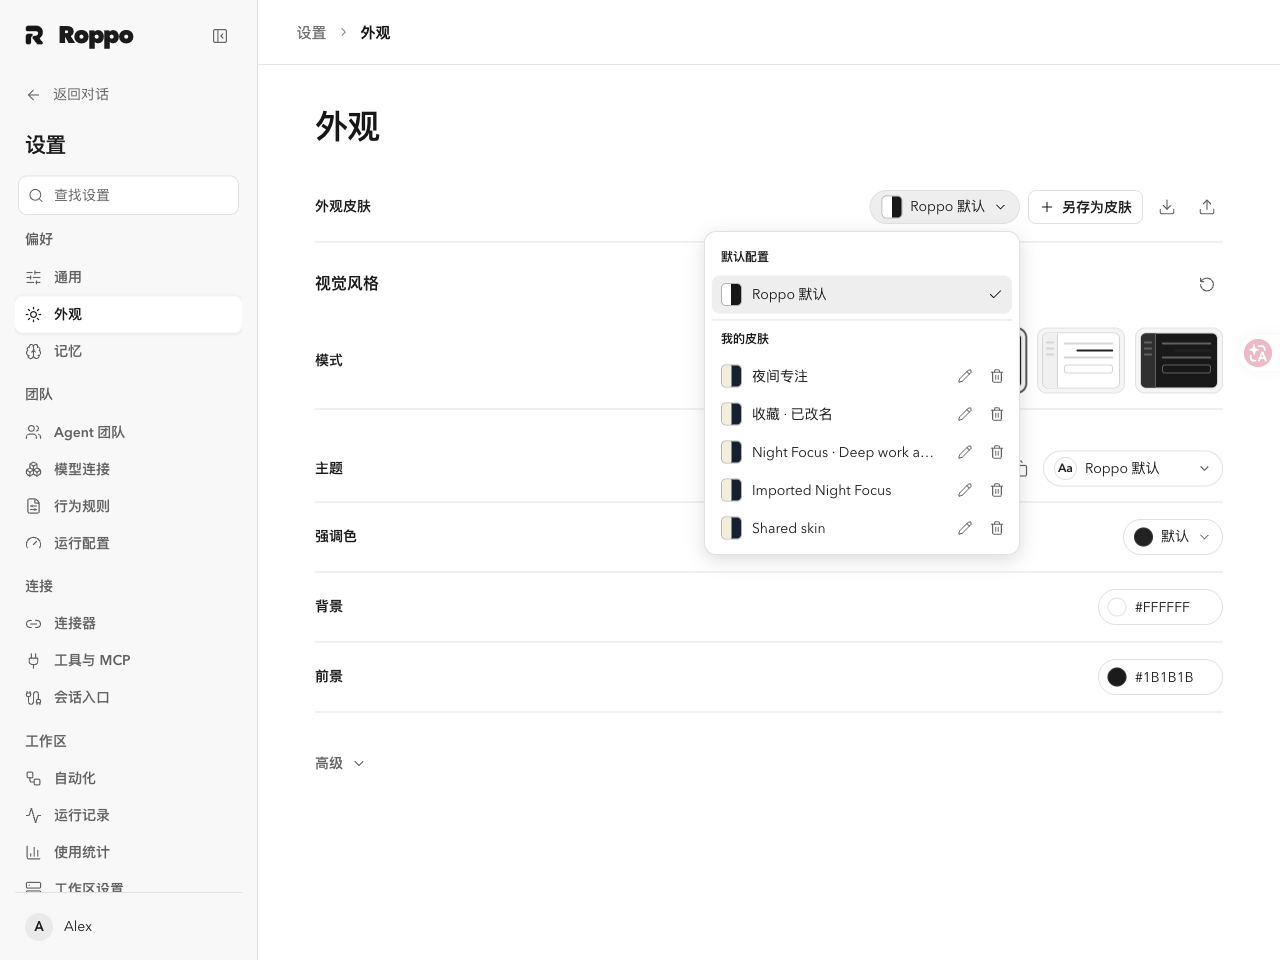 Roppo
返回对话
设置
查找设置
偏好
通用
外观
记忆
团队
Agent 团队
模型连接
行为规则
运行配置
连接
连接器
工具与 MCP
会话入口
工作区
自动化
运行记录
使用统计
工作区设置
A Alex
设置 外观
外观
外观皮肤
Roppo 默认
另存为皮肤
默认配置
Roppo 默认
我的皮肤
夜间专注
收藏 · 已改名
Night Focus · Deep work a…
Imported Night Focus
Shared skin
视觉风格
模式
主题
Aa Roppo 默认
强调色
默认
背景
#FFFFFF
前景
#1B1B1B
高级